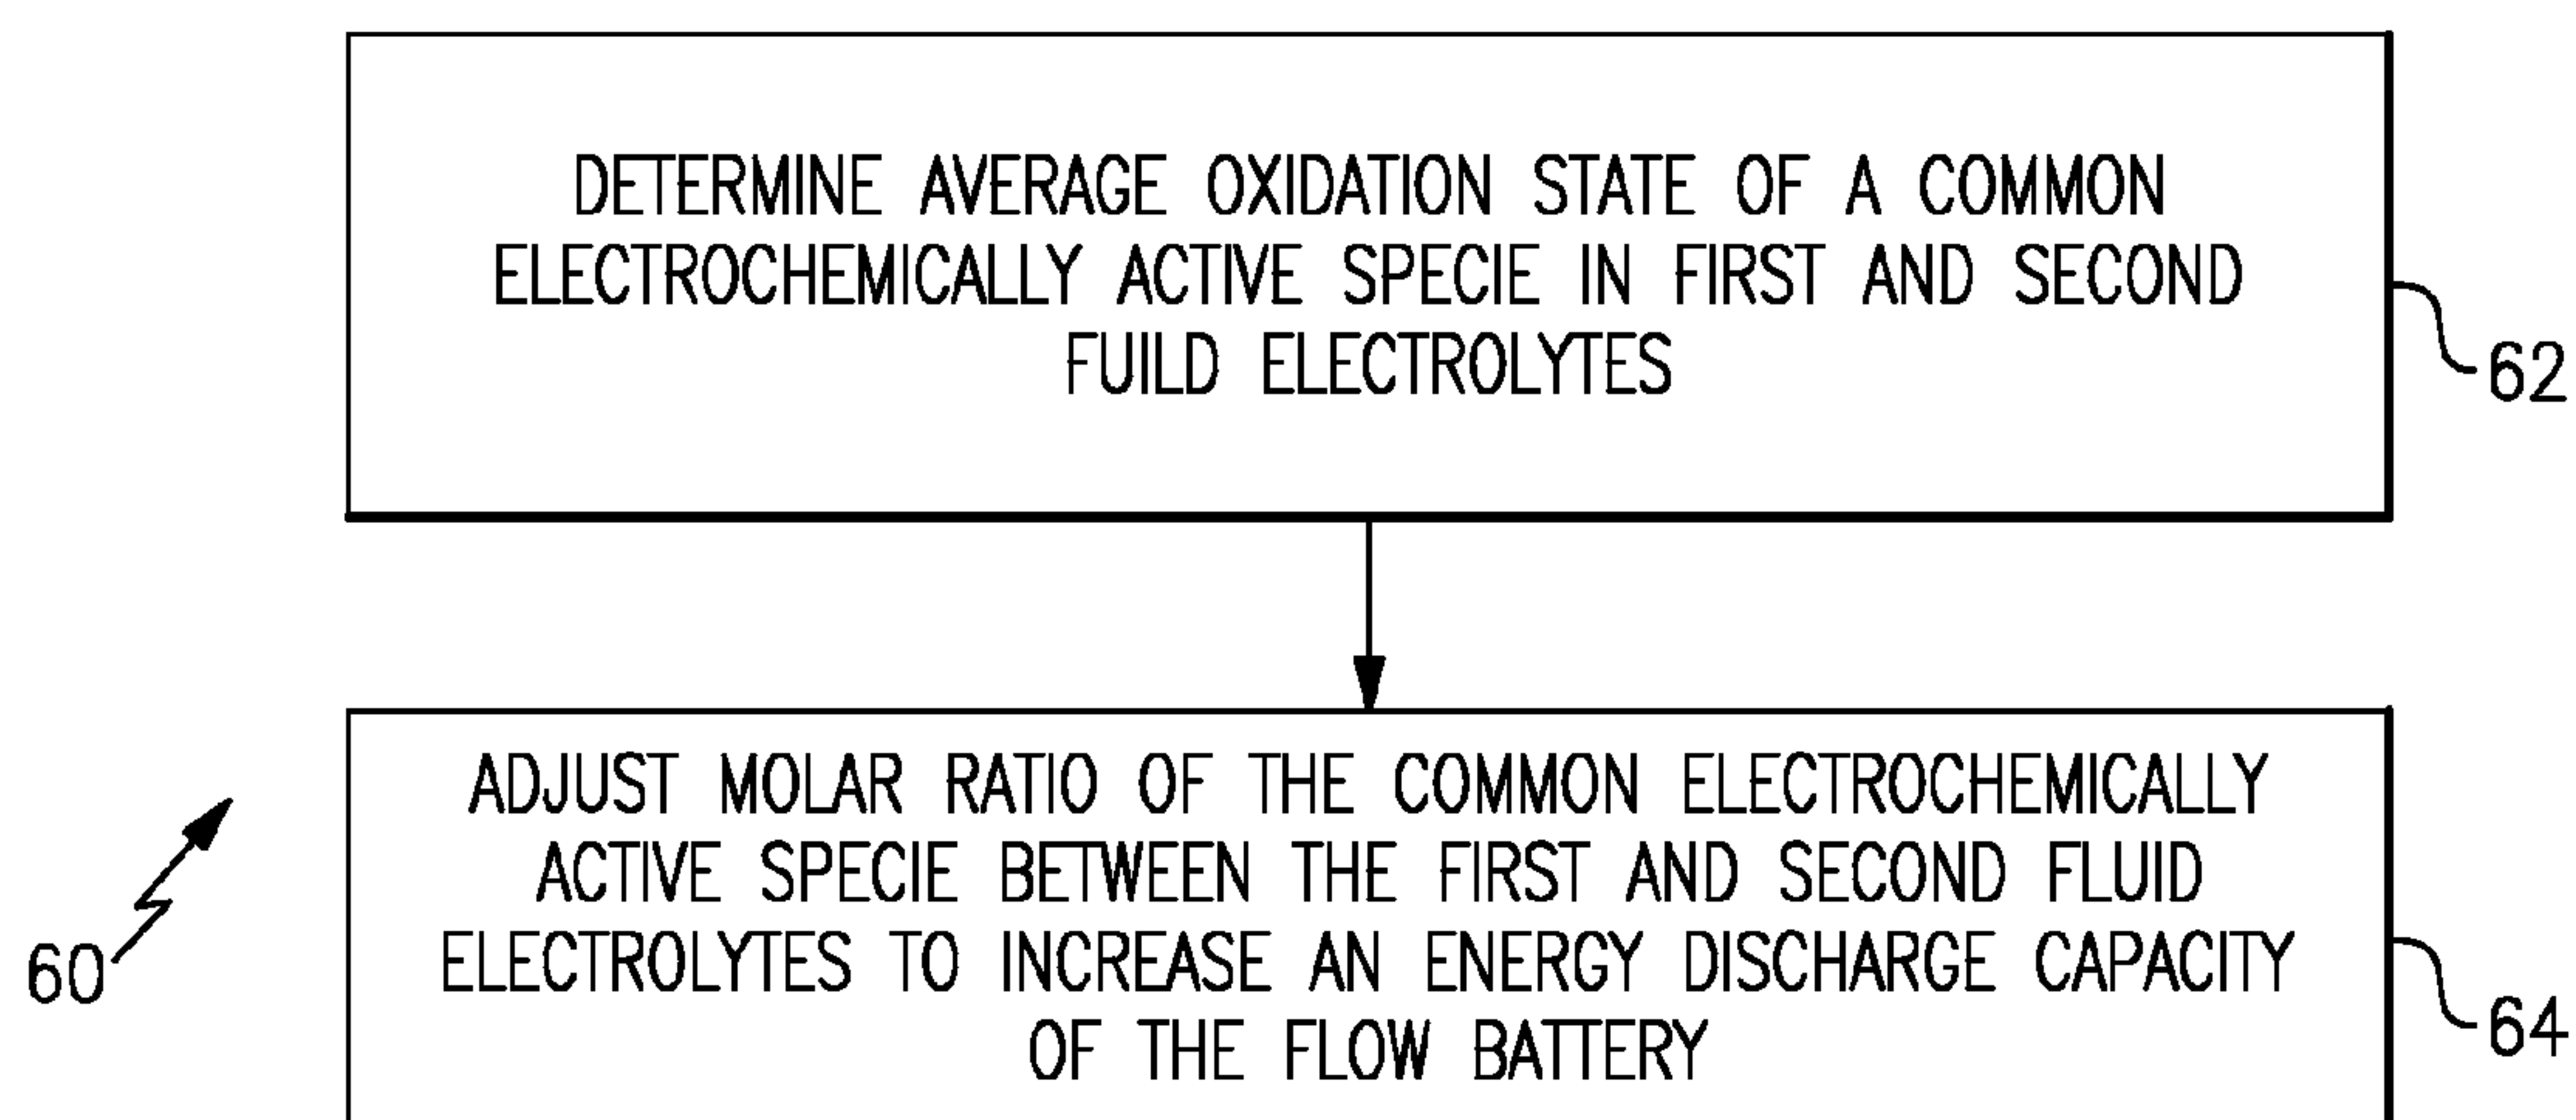 DETERMINE AVERAGE OXIDATION STATE OF A COMMON
ELECTROCHEMICALLY ACTIVE SPECIE IN FIRST AND SECOND
FUILD ELECTROLYTES
62
ADJUST MOLAR RATIO OF THE COMMON ELECTROCHEMICALLY
ACTIVE SPECIE BETWEEN THE FIRST AND SECOND FLUID
ELECTROLYTES TO INCREASE AN ENERGY DISCHARGE CAPACITY
OF THE FLOW BATTERY
60
64